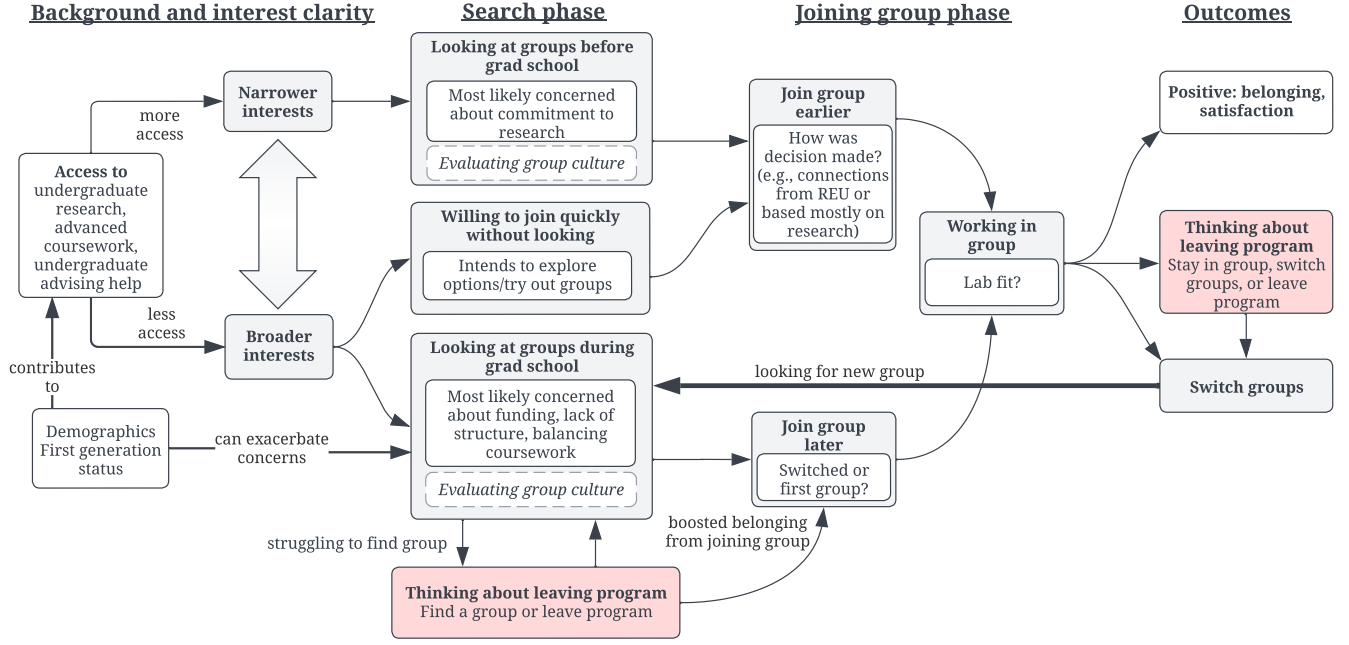 Background and interest clarity
Search phase
Joining group phase
Outcomes
Access to
undergraduate
research,
advanced
coursework,
undergraduate
advising help
more
access
less
access
contributes
to
Demographics
First generation
status
can exacerbate
concerns
Narrower
interests
Broader
interests
Looking at groups before
grad school
Most likely concerned
about commitment to
research
Evaluating group culture
Willing to join quickly
without looking
Intends to explore
options/try out groups
Looking at groups during
grad school
Most likely concerned
about funding, lack of
structure, balancing
coursework
Evaluating group culture
struggling to find group
Thinking about leaving program
Find a group or leave program
boosted belonging
from joining group
Join group
earlier
How was
decision made?
(e.g., connections
from REU or
based mostly on
research)
Working in
group
Lab fit?
looking for new group
Join group
later
Switched or
first group?
Positive: belonging,
satisfaction
Thinking about
leaving program
Stay in group, switch
groups, or leave
program
Switch groups